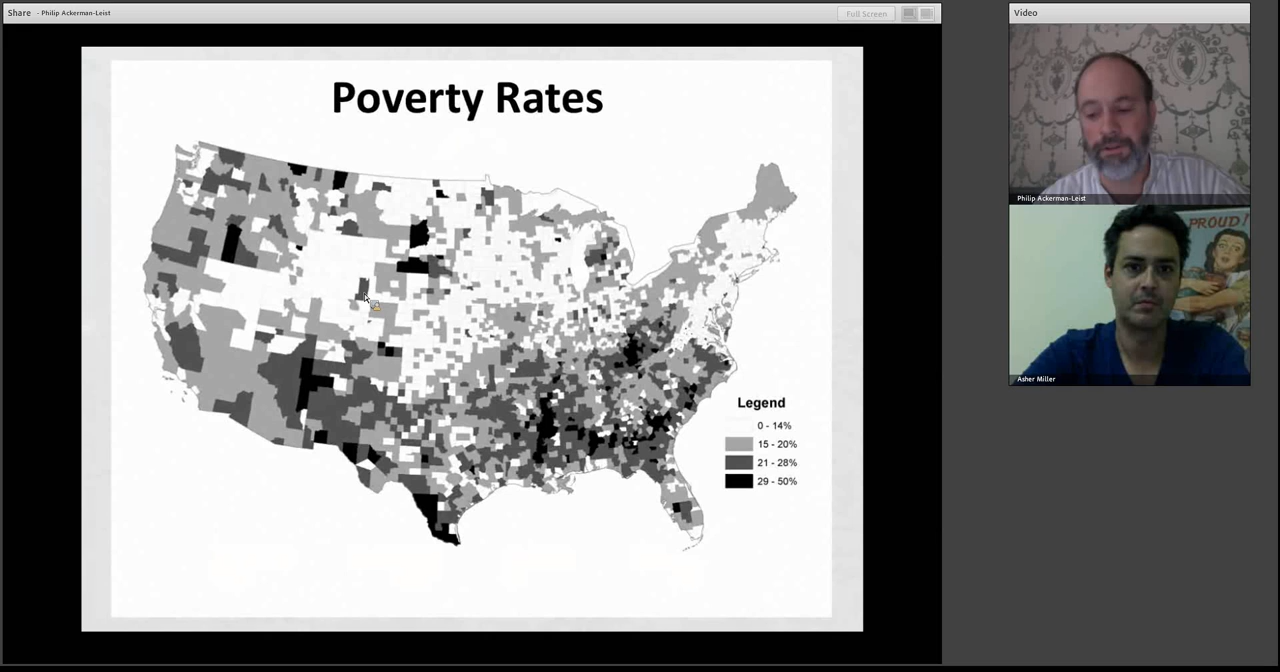 Share - Philip Ackerman-Leist
Full Screen
Poverty Rates
Legend
0 - 14%
15 - 20%
21 - 28%
29 - 50%
Video
Philip Ackerman-Leist
PROUD!
Asher Miller